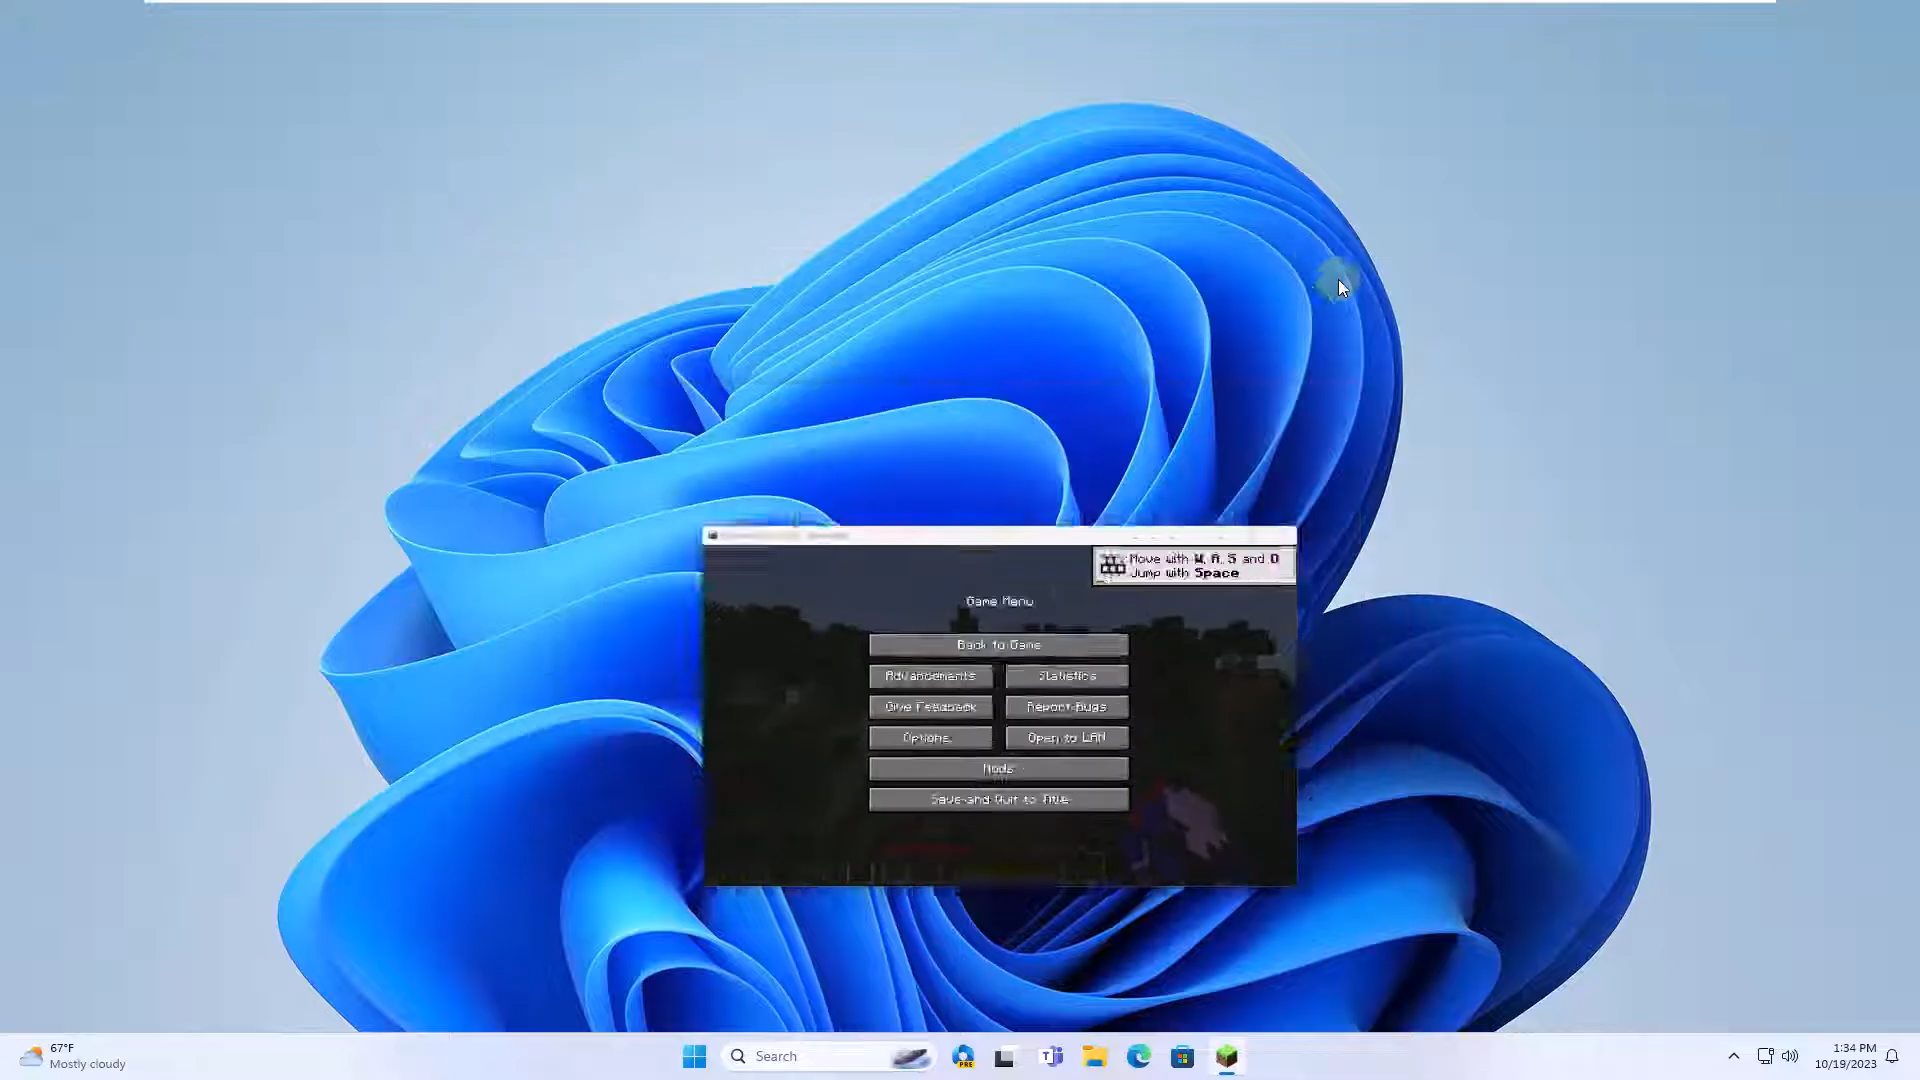 Move with W, A, S and D
Jump with Space
Game Menu
Back to Game
Advancements
Statistics
Give Feedback
Report Bugs
Options...
Open to LAN
Mods
Save and Quit to Title
67°F
Mostly cloudy
Search
PRE
1:34 PM
10/19/2023